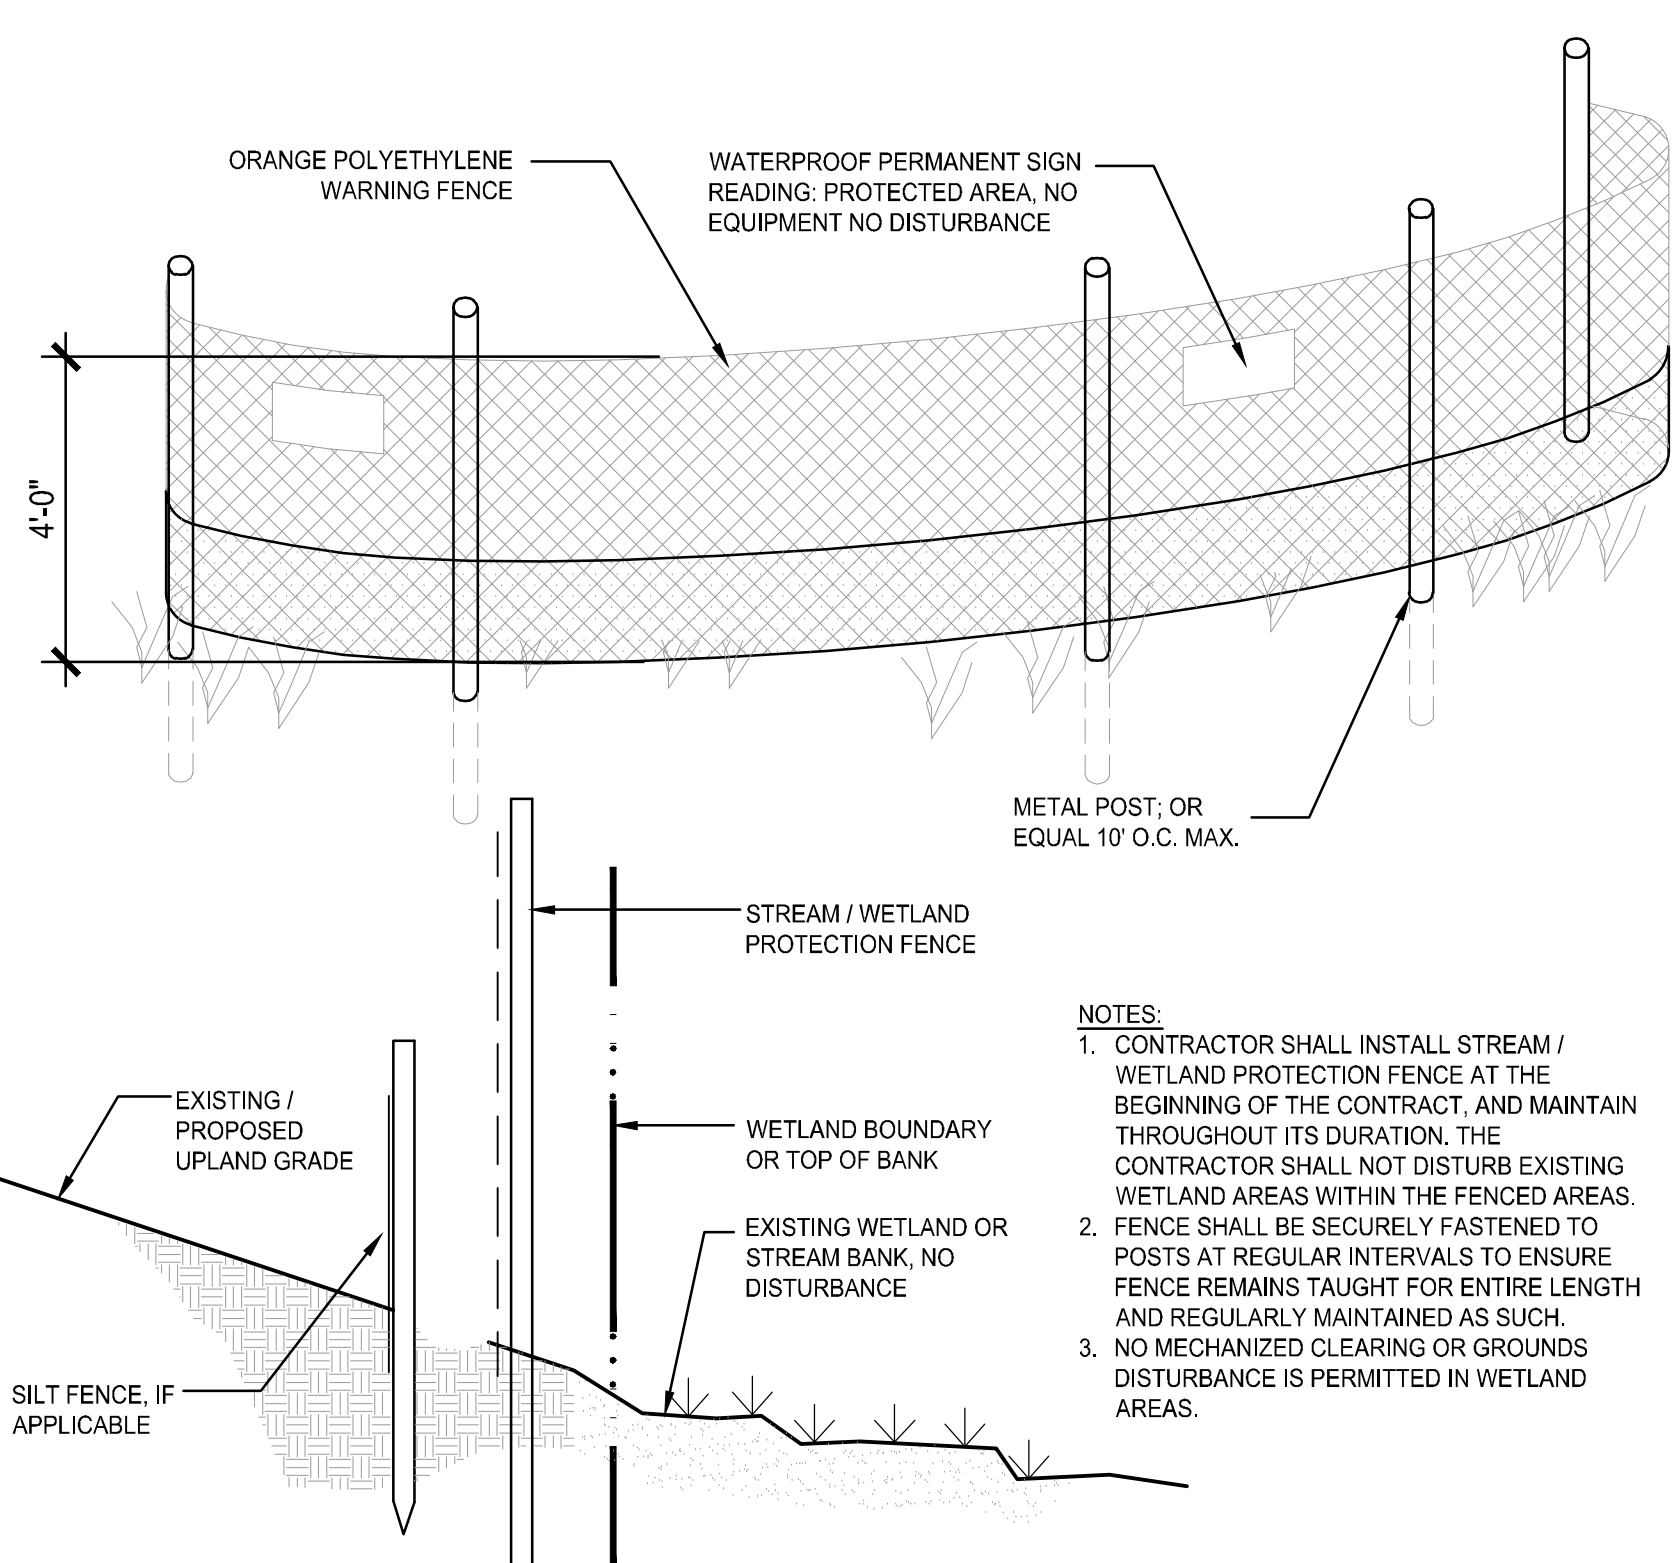 ORANGE POLYETHYLENE
WARNING FENCE
WATERPROOF PERMANENT SIGN
READING: PROTECTED AREA, NO
EQUIPMENT NO DISTURBANCE
4'-0"
METAL POST; OR
EQUAL 10' O.C. MAX.
STREAM / WETLAND
PROTECTION FENCE
EXISTING /
PROPOSED
UPLAND GRADE
WETLAND BOUNDARY
OR TOP OF BANK
EXISTING WETLAND OR
STREAM BANK, NO
DISTURBANCE
SILT FENCE, IF
APPLICABLE
NOTES:
1. CONTRACTOR SHALL INSTALL STREAM /
WETLAND PROTECTION FENCE AT THE
BEGINNING OF THE CONTRACT, AND MAINTAIN
THROUGHOUT ITS DURATION. THE
CONTRACTOR SHALL NOT DISTURB EXISTING
WETLAND AREAS WITHIN THE FENCED AREAS.
2. FENCE SHALL BE SECURELY FASTENED TO
POSTS AT REGULAR INTERVALS TO ENSURE
FENCE REMAINS TAUGHT FOR ENTIRE LENGTH
AND REGULARLY MAINTAINED AS SUCH.
3. NO MECHANIZED CLEARING OR GROUNDS
DISTURBANCE IS PERMITTED IN WETLAND
AREAS.